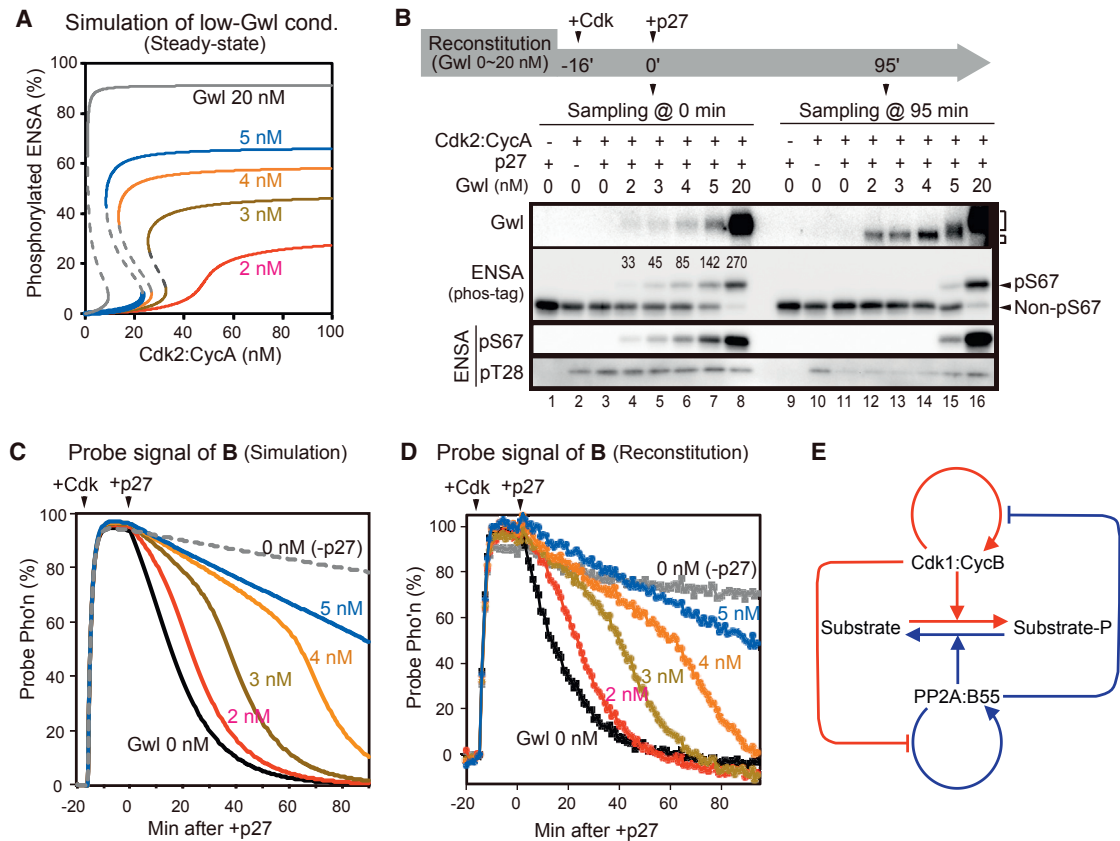 A
Simulation of low-Gwl cond.
(Steady-state)
Phosphorylated ENSA (%)
100
80
60
40
20
0
Gwl 20 nM
5 nM
4 nM
3 nM
2 nM
0 20 40 60 80 100
Cdk2:CycA (nM)
B
+Cdk +p27
Reconstitution
(Gwl 0~20 nM)
-16' 0' 95'
Sampling @ 0 min Sampling @ 95 min
Cdk2:CycA - + + + + + + + - + + + + + + +
p27 + - + + + + + + + - + + + + + +
Gwl (nM) 0 0 0 2 3 4 5 20 0 0 0 2 3 4 5 20
Gwl
ENSA
(phos-tag)
33 45 85 142 270
pS67
Non-pS67
ENSA
pS67
pT28
1 2 3 4 5 6 7 8 9 10 11 12 13 14 15 16
C
Probe signal of B (Simulation)
+Cdk +p27
Probe Pho'n (%)
100
80
60
40
20
0
0 nM (-p27)
5 nM
4 nM
3 nM
2 nM
Gwl 0 nM
-20 0 20 40 60 80
Min after +p27
D
Probe signal of B (Reconstitution)
+Cdk +p27
Probe Pho'n (%)
100
80
60
40
20
0
0 nM (-p27)
5 nM
4 nM
3 nM
2 nM
Gwl 0 nM
-20 0 20 40 60 80
Min after +p27
E
Cdk1:CycB
Substrate Substrate-P
PP2A:B55